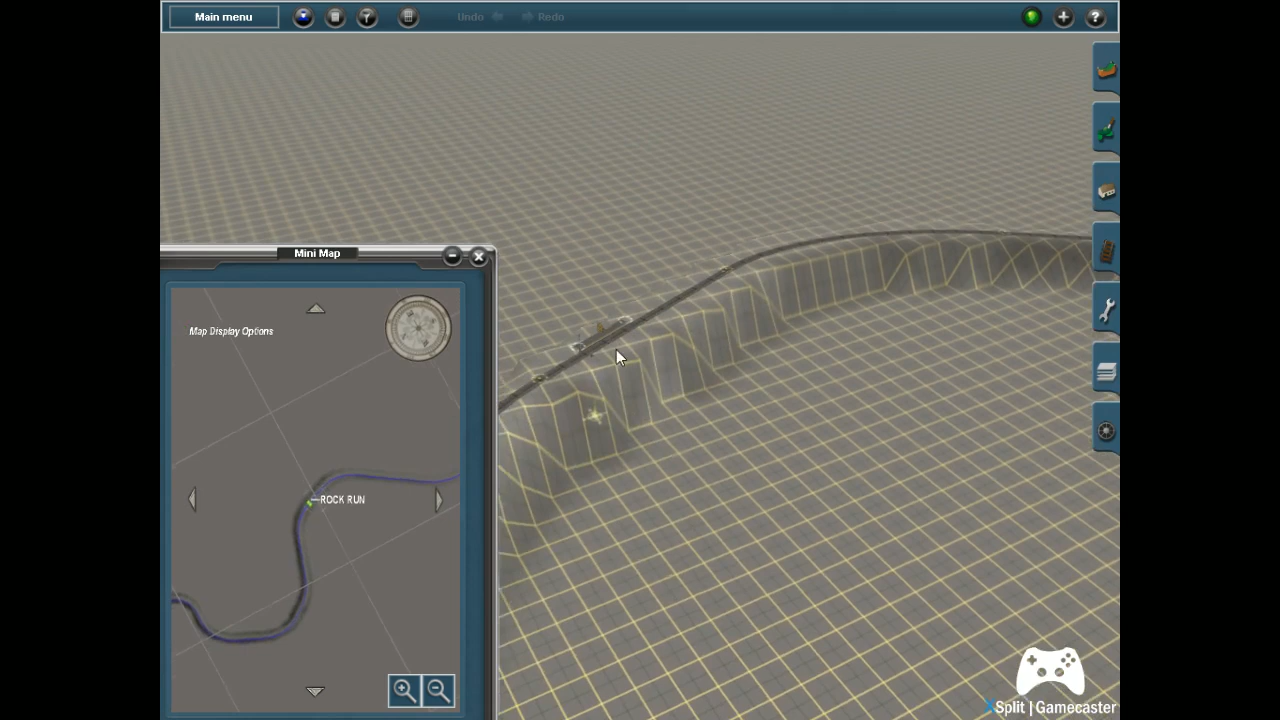 Main menu
Undo
Redo
?
Mini Map
Map Display Options
ROCK RUN
XSplit | Gamecaster